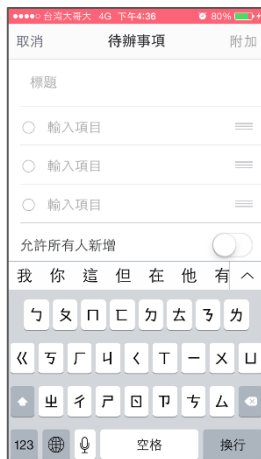 台湾大哥大 4G 下午4:36 80%
取消 待辦事項 附加
標題
輸入項目
輸入項目
輸入項目
允許所有人新增
我 你 這 但 在 他 有
ㄅ ㄆ ㄇ ㄈ ㄉ ㄊ ㄋ ㄌ
ㄍ ㄎ ㄏ ㄐ ㄑ ㄒ ㄧ ㄨ ㄩ
ㄓ ㄔ ㄕ ㄖ ㄗ ㄘ ㄙ
123 空格 換行